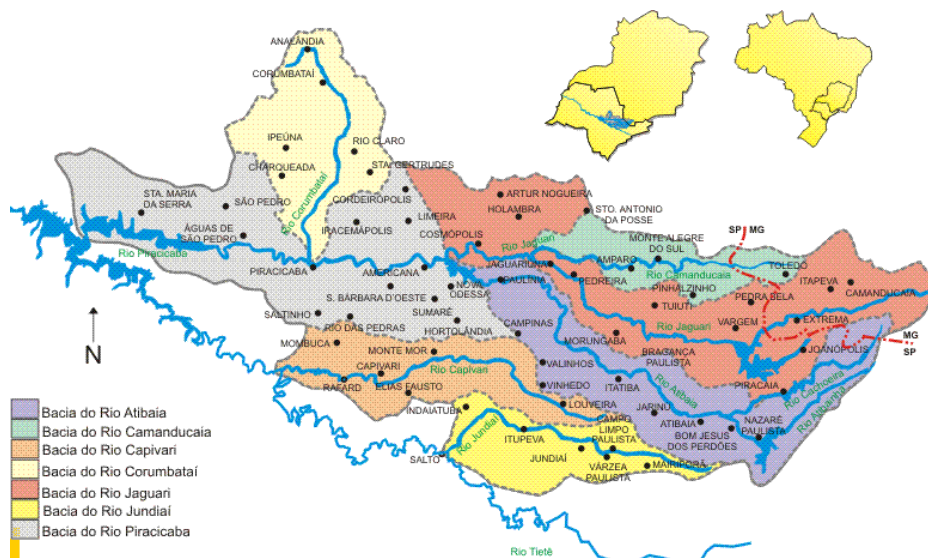 ANALÂNDIA
CORUMBATAÍ
IPEÚNA
RIO CLARO
CHARQUEADA
STA. GERTRUDES
Rio Corumbataí
CORDEIRÓPOLIS
STA. MARIA
DA SERRA
SÃO PEDRO
ÁGUAS DE
SÃO PEDRO
Rio Piracicaba
IRACEMÁPOLIS
LIMEIRA
PIRACICABA
AMERICANA
COSMÓPOLIS
ARTUR NOGUEIRA
HOLAMBRA
STO. ANTONIO
DA POSSE
Rio Jaguari
MONTE ALEGRE
DO SUL
SP
MG
JAGUARIUNA
PAULÍNIA
AMPARO
Rio Camanducaia
TOLEDO
ITAPEVA
CAMANDUCAIA
PEDREIRA
PINHALZINHO
PEDRA BELA
TUIUTI
EXTREMA
VARGEM
NOVA
ODESSA
S. BÁRBARA D'OESTE
SUMARÉ
HORTOLÂNDIA
SALTINHO
RIO DAS PEDRAS
CAMPINAS
MORUNGABA
Rio Jaguari
BRAGANÇA
PAULISTA
JOANÓPOLIS
MG
SP
MOMBUCA
MONTE MOR
CAPIVARI
Rio Capivari
RAFARD
ELIAS FAUSTO
VALINHOS
VINHEDO
ITATIBA
Rio Atibaia
PIRACAIA
Rio Cachoeira
Rio Atibainha
INDAIATUBA
LOUVEIRA
JARINU
ATIBAIA
NAZARÉ
PAULISTA
BOM JESUS
DOS PERDÕES
CAMPO
LIMPO
PAULISTA
Rio Jundiaí
ITUPEVA
JUNDIAÍ
VÁRZEA
PAULISTA
MAIRIPORÃ
SALTO
Rio Tietê
N
Bacia do Rio Atibaia
Bacia do Rio Camanducaia
Bacia do Rio Capivari
Bacia do Rio Corumbataí
Bacia do Rio Jaguari
Bacia do Rio Jundiaí
Bacia do Rio Piracicaba